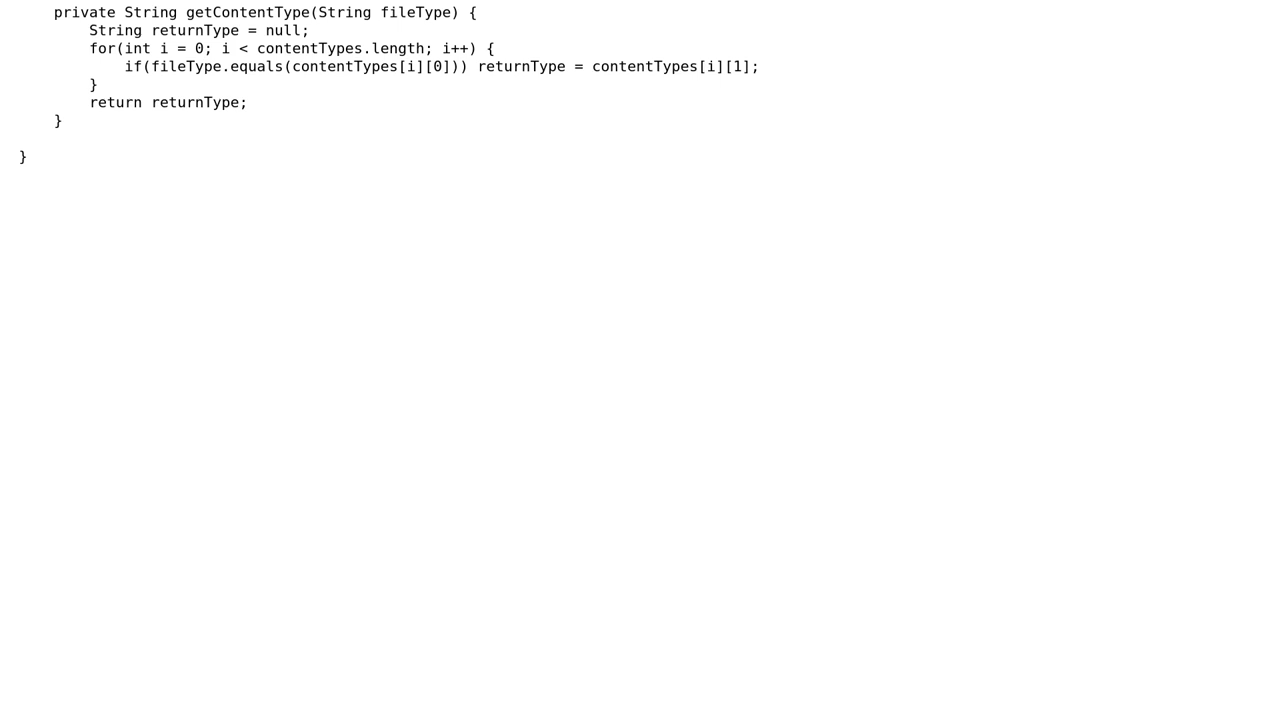 private String getContentType(String fileType) {
        String returnType = null;
        for(int i = 0; i < contentTypes.length; i++) {
            if(fileType.equals(contentTypes[i][0])) returnType = contentTypes[i][1];
        }
        return returnType;
    }

}